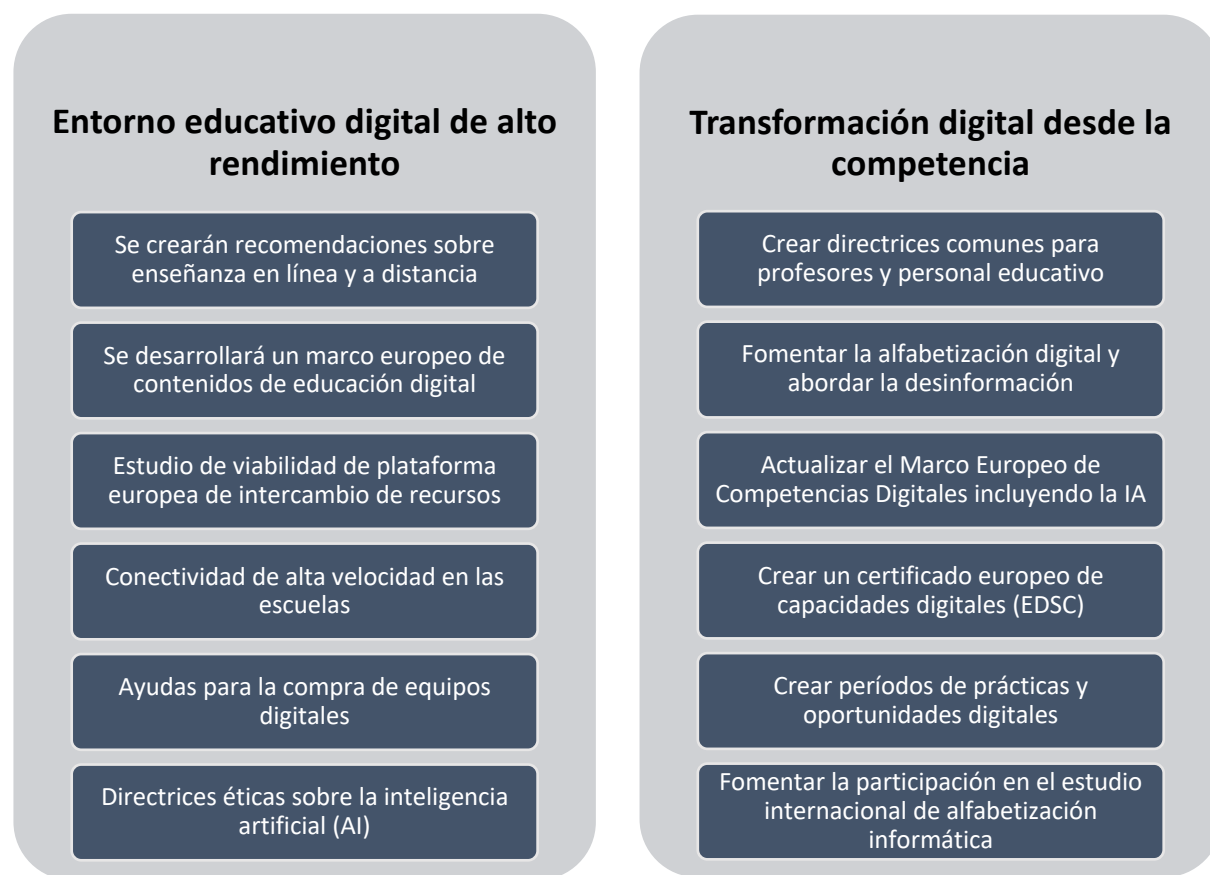 Entorno educativo digital de alto
rendimiento
Se crearán recomendaciones sobre
enseñanza en línea y a distancia
Se desarrollará un marco europeo de
contenidos de educación digital
Estudio de viabilidad de plataforma
europea de intercambio de recursos
Conectividad de alta velocidad en las
escuelas
Ayudas para la compra de equipos
digitales
Directrices éticas sobre la inteligencia
artificial (AI)
Transformación digital desde la
competencia
Crear directrices comunes para
profesores y personal educativo
Fomentar la alfabetización digital y
abordar la desinformación
Actualizar el Marco Europeo de
Competencias Digitales incluyendo la IA
Crear un certificado europeo de
capacidades digitales (EDSC)
Crear períodos de prácticas y
oportunidades digitales
Fomentar la participación en el estudio
internacional de alfabetización
informática